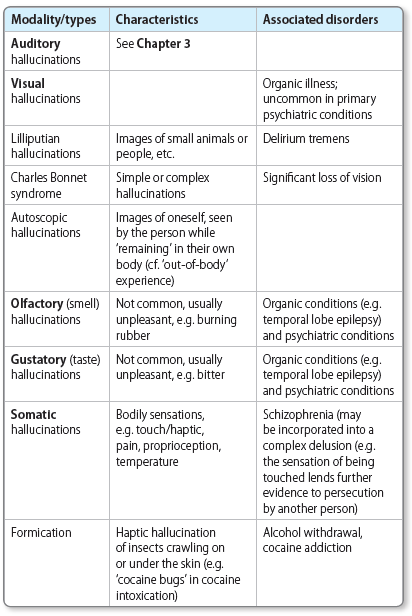 Modality/types Characteristics Associated disorders
Auditory
hallucinations
See Chapter 3
Visual
hallucinations
Organic illness;
uncommon in primary
psychiatric conditions
Lilliputian
hallucinations
Images of small animals or
people, etc.
Delirium tremens
Charles Bonnet
syndrome
Simple or complex
hallucinations
Significant loss of vision
Autoscopic
hallucinations
Images of oneself, seen
by the person while
‘remaining’ in their own
body (cf. ‘out-of-body’
experience)
Olfactory (smell)
hallucinations
Not common, usually
unpleasant, e.g. burning
rubber
Organic conditions (e.g.
temporal lobe epilepsy)
and psychiatric conditions
Gustatory (taste)
hallucinations
Not common, usually
unpleasant, e.g. bitter
Organic conditions (e.g.
temporal lobe epilepsy)
and psychiatric conditions
Somatic
hallucinations
Bodily sensations,
e.g. touch/haptic,
pain, proprioception,
temperature
Schizophrenia (may
be incorporated into a
complex delusion (e.g.
the sensation of being
touched lends further
evidence to persecution
by another person)
Formication
Haptic hallucination
of insects crawling on
or under the skin (e.g.
‘cocaine bugs’ in cocaine
intoxication)
Alcohol withdrawal,
cocaine addiction